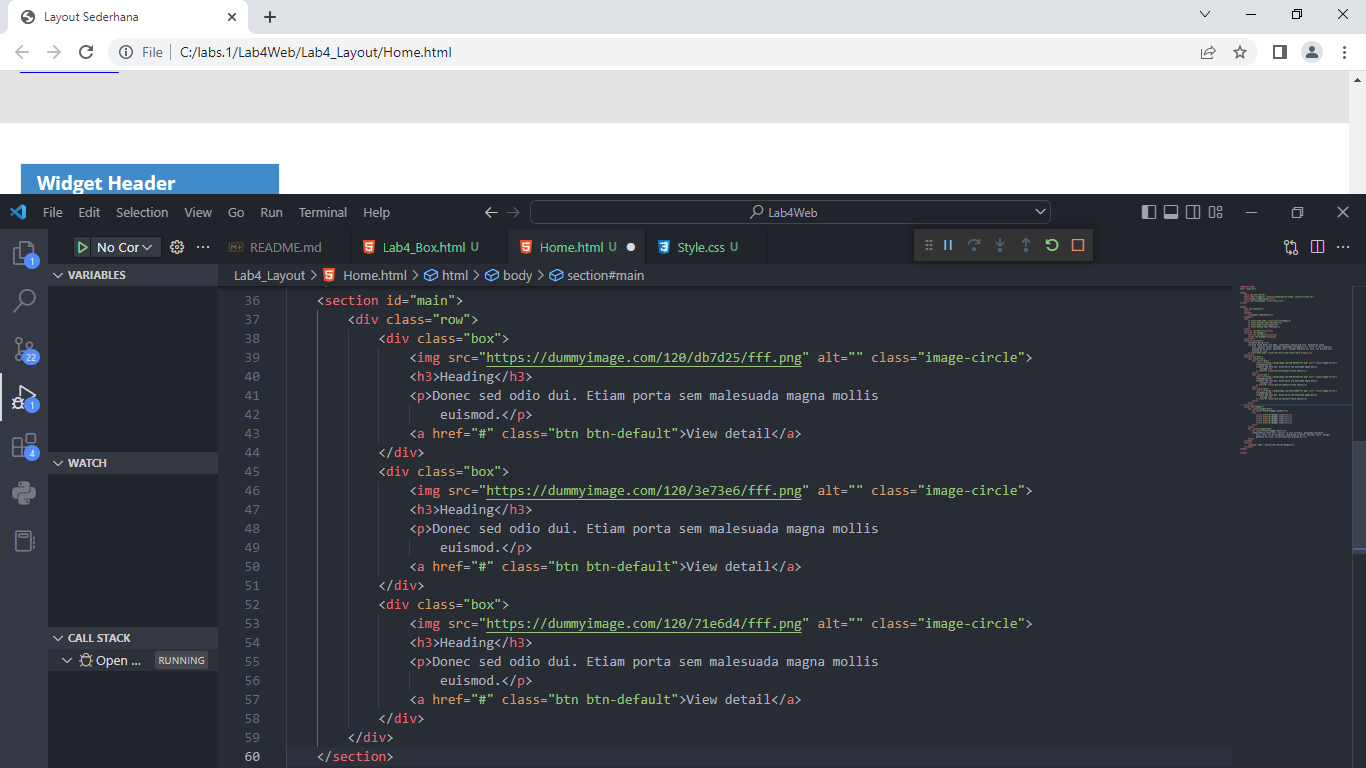 Layout Sederhana
File C:/labs.1/Lab4Web/Lab4_Layout/Home.html
Widget Header
File Edit Selection View Go Run Terminal Help Lab4Web
No Cor README.md Lab4_Box.html U Home.html U Style.css U
1
VARIABLES
Lab4_Layout > Home.html > html > body > section#main
36 <section id="main">
37 <div class="row">
38 <div class="box">
22
39 <img src="https://dummyimage.com/120/db7d25/fff.png" alt="" class="image-circle">
40 <h3>Heading</h3>
41 <p>Donec sed odio dui. Etiam porta sem malesuada magna mollis
1
42 euismod.</p>
43 <a href="#" class="btn btn-default">View detail</a>
4
44 </div>
WATCH
45 <div class="box">
46 <img src="https://dummyimage.com/120/3e73e6/fff.png" alt="" class="image-circle">
47 <h3>Heading</h3>
48 <p>Donec sed odio dui. Etiam porta sem malesuada magna mollis
49 euismod.</p>
50 <a href="#" class="btn btn-default">View detail</a>
51 </div>
52 <div class="box">
53 <img src="https://dummyimage.com/120/71e6d4/fff.png" alt="" class="image-circle">
CALL STACK
54 <h3>Heading</h3>
Open ... RUNNING
55 <p>Donec sed odio dui. Etiam porta sem malesuada magna mollis
56 euismod.</p>
57 <a href="#" class="btn btn-default">View detail</a>
58 </div>
59 </div>
60 </section>